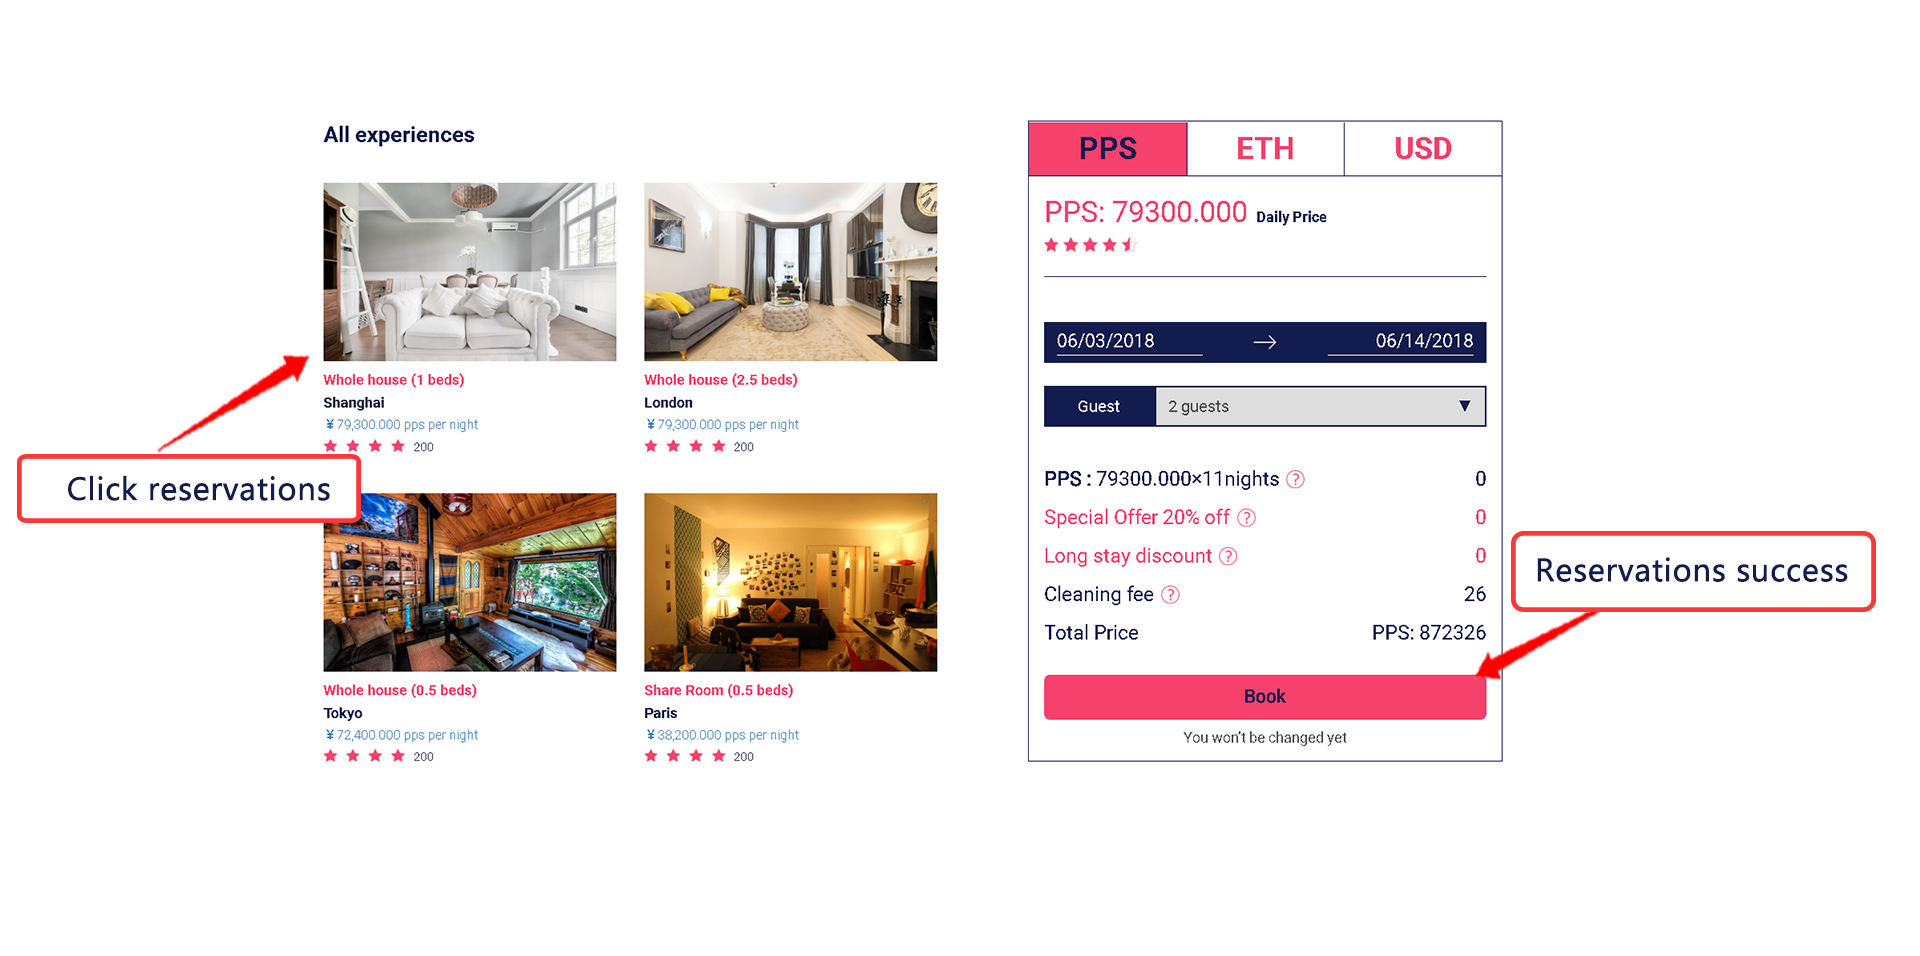 All experiences
Whole house (1 beds)
Shanghai
¥79,300.000 pps per night
200
Whole house (2.5 beds)
London
¥79,300.000 pps per night
200
Click reservations
Whole house (0.5 beds)
Tokyo
¥72,400.000 pps per night
200
Share Room (0.5 beds)
Paris
¥38,200.000 pps per night
200
PPS ETH USD
PPS: 79300.000 Daily Price
06/03/2018 → 06/14/2018
Guest 2 guests
PPS : 79300.000×11nights ? 0
Special Offer 20% off ? 0
Long stay discount ? 0
Cleaning fee ? 26
Total Price PPS: 872326
Reservations success
Book
You won't be changed yet